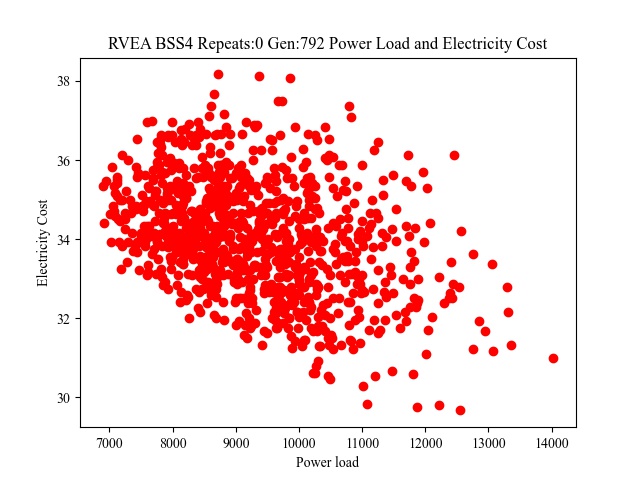 RVEA BSS4 Repeats:0 Gen:792 Power Load and Electricity Cost
38
36
34
32
30
Electricity Cost
7000 8000 9000 10000 11000 12000 13000 14000
Power load